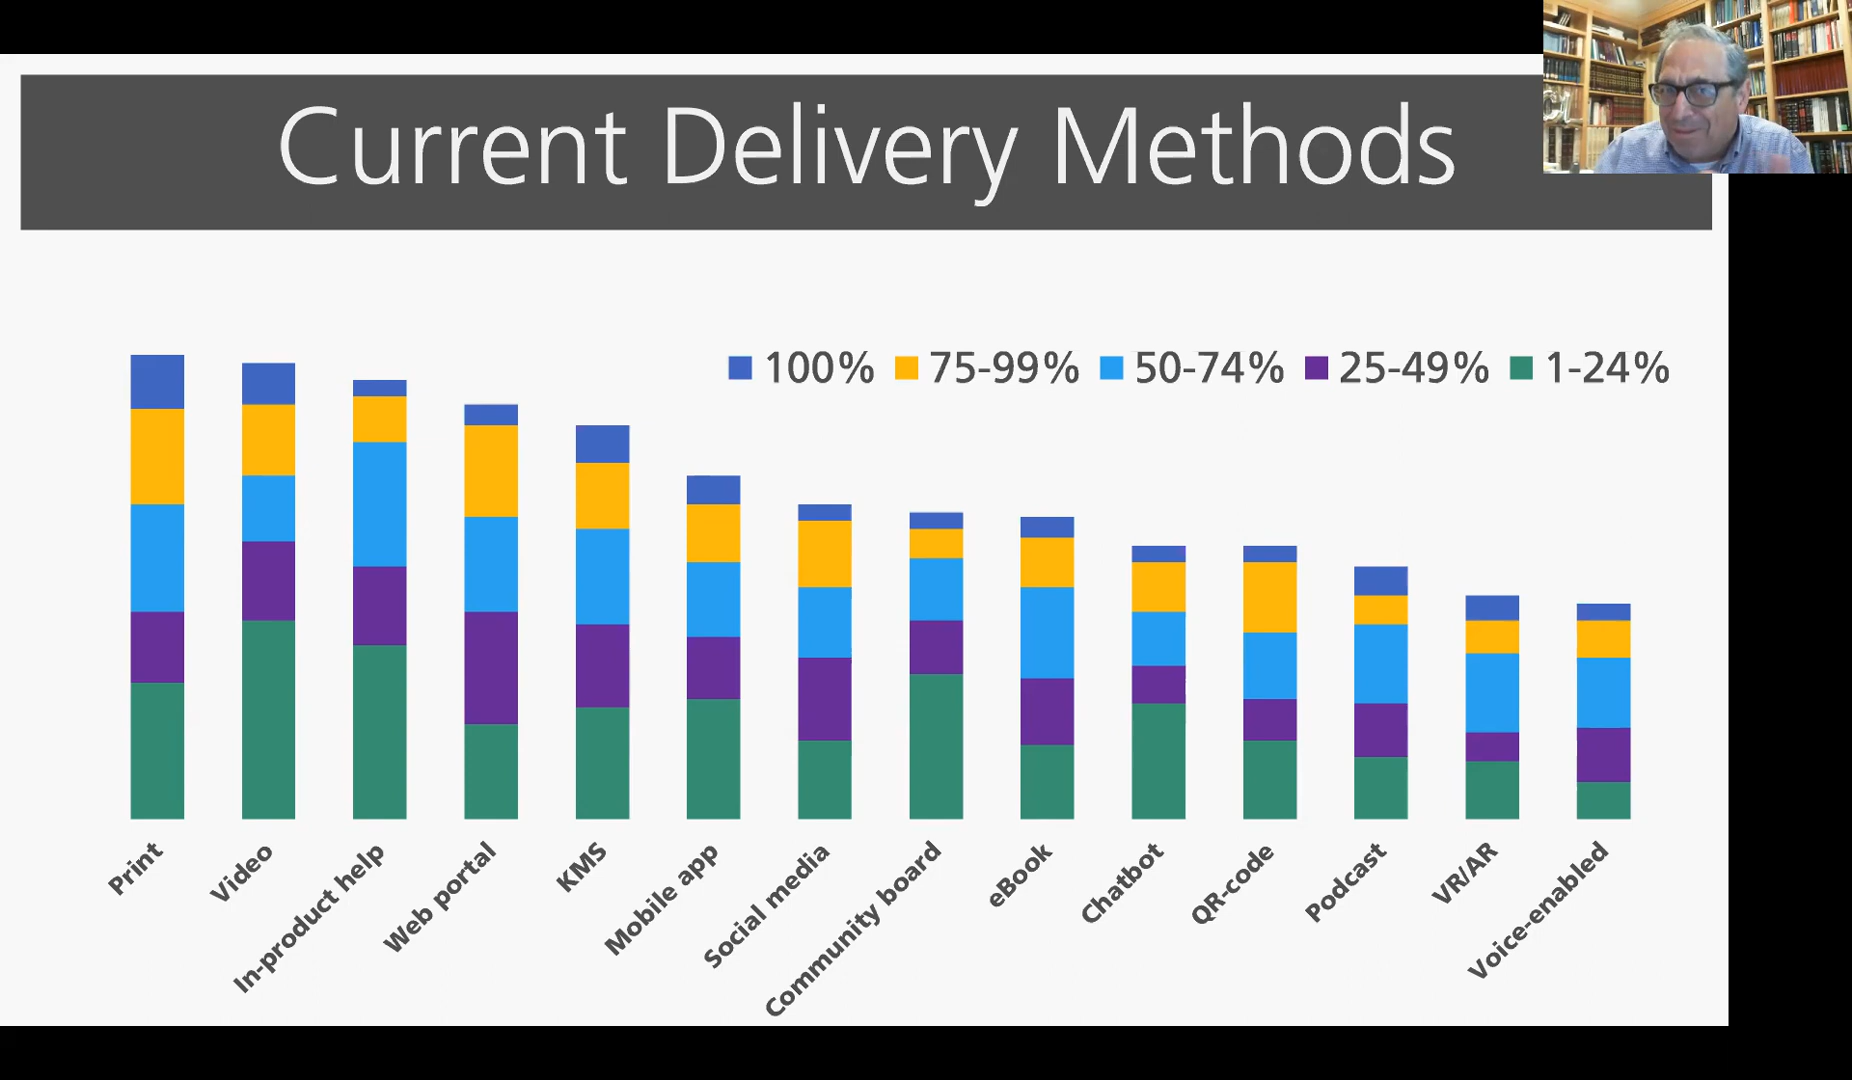 Current Delivery Methods
100% 75-99% 50-74% 25-49% 1-24%
Print
Video
In-product help
Web portal
KMS
Mobile app
Social media
Community board
eBook
Chatbot
QR-code
Podcast
VR/AR
Voice-enabled